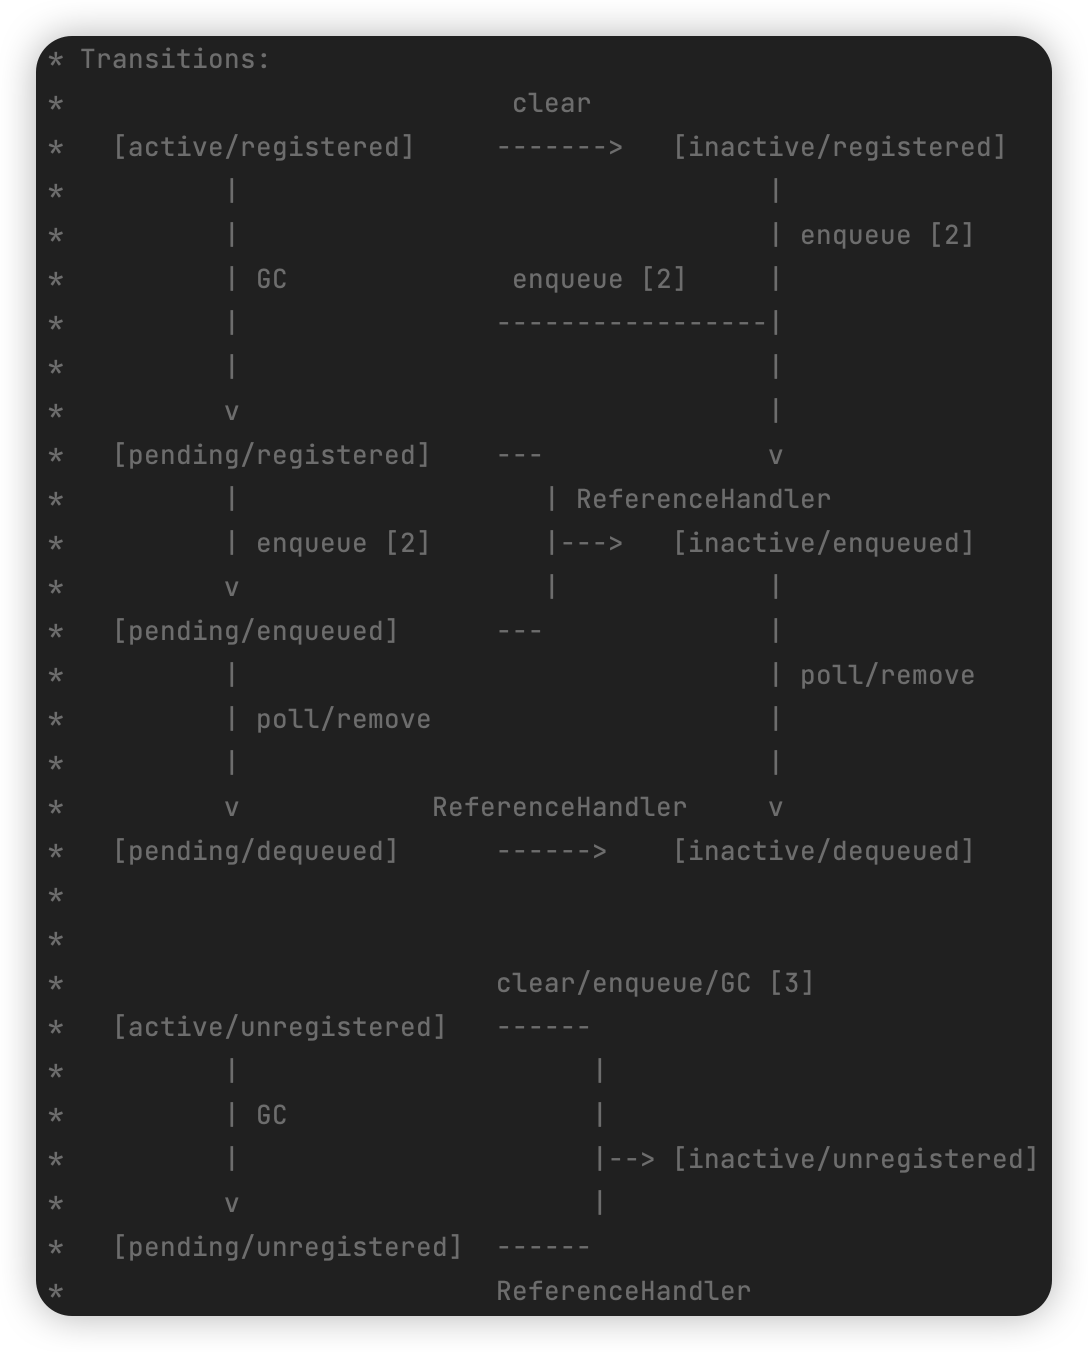 * Transitions:
*                            clear
*   [active/registered]     ------->   [inactive/registered]
*          |                                 |
*          |                                 | enqueue [2]
*          | GC              enqueue [2]     |
*          |                -----------------|
*          |                                 |
*          v                                 |
*   [pending/registered]    ---              v
*          |                   | ReferenceHandler
*          | enqueue [2]       |--->   [inactive/enqueued]
*          v                   |             |
*   [pending/enqueued]      ---              |
*          |                                 | poll/remove
*          | poll/remove                     |
*          |                                 |
*          v            ReferenceHandler     v
*   [pending/dequeued]      ------>    [inactive/dequeued]
*
*
*                           clear/enqueue/GC [3]
*   [active/unregistered]   ------
*          |                      |
*          | GC                   |
*          |                      |--> [inactive/unregistered]
*          v                      |
*   [pending/unregistered]  ------
*                           ReferenceHandler